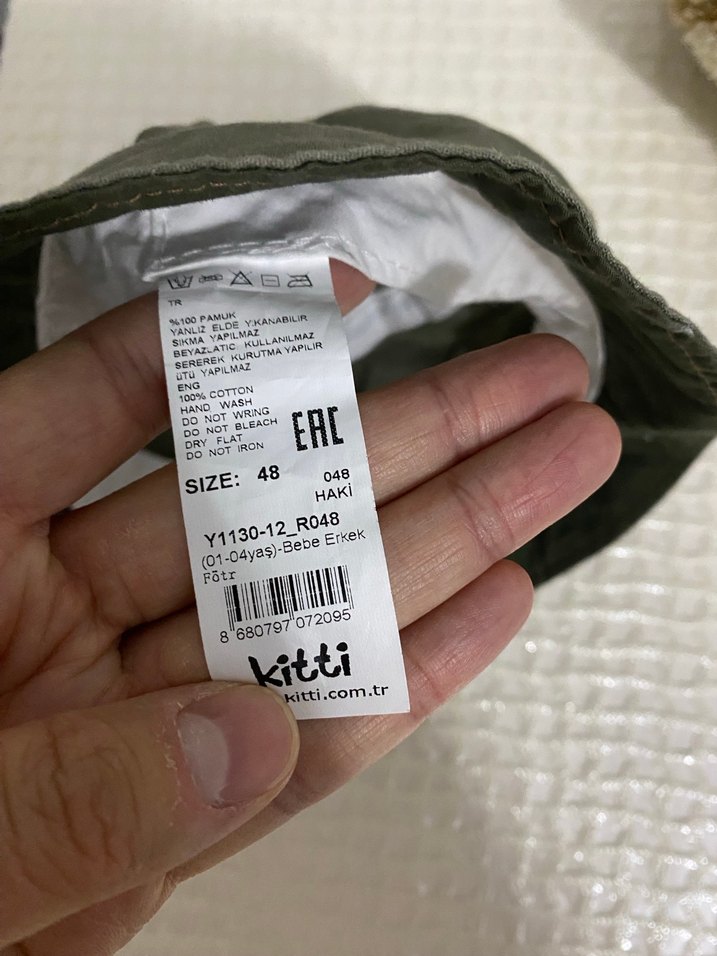 TR
%100 PAMUK
YANLIZ ELDE YıKANABILIR
SIKMA YAPILMAZ
BEYAZLATIC KULLANILMAZ
SEREREK KURUTMA YAPILIR
üTÜ YAPILMAZ
ENG
100% COTTON
HAND WASH
DO NOT WRING
DO NOT BLEACH
DRY FLAT
DO NOT IRON
EAC
SIZE: 48
048
HAKİ
Y1130-12_R048
(01-04yaş)-Bebe Erkek
Fötr
8 680797 072095
kitti
kitti.com.tr